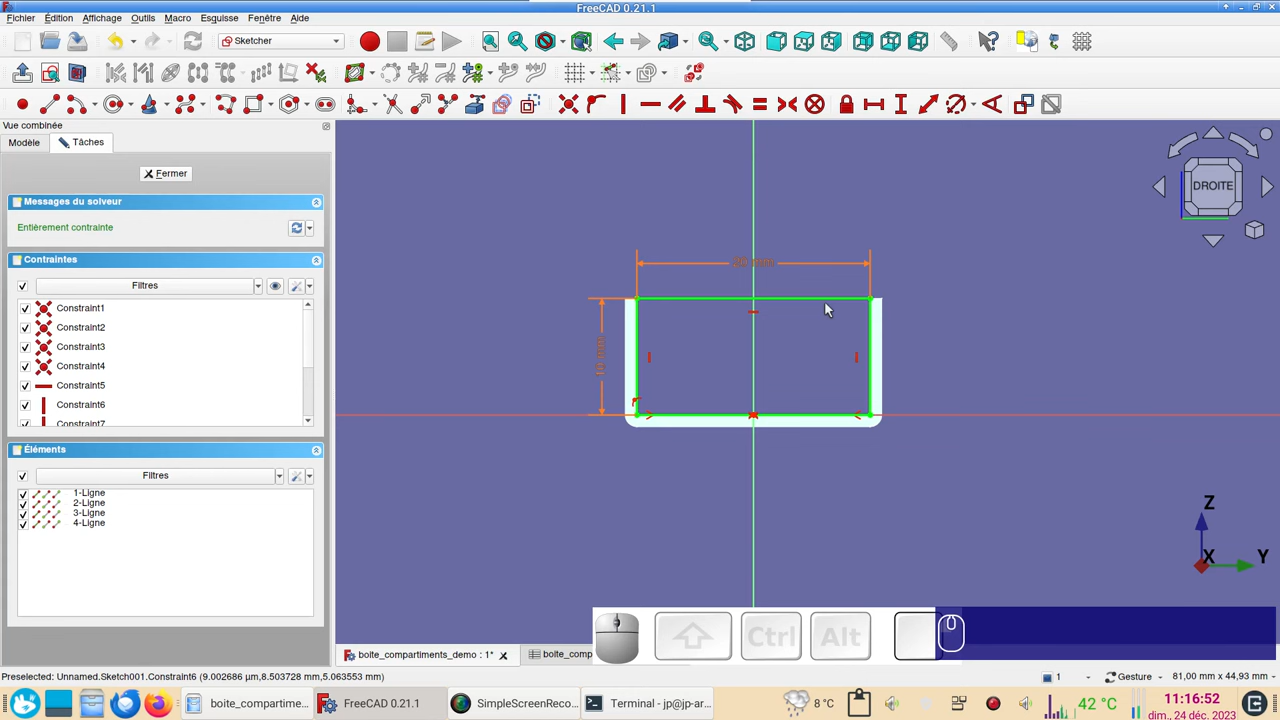 FreeCAD 0.21.1
Fichier Édition Affichage Outils Macro Esquisse Fenêtre Aide
Sketcher
Vue combinée
Modèle Tâches
Fermer
Messages du solveur
Entièrement contrainte
Contraintes
Filtres
Constraint1
Constraint2
Constraint3
Constraint4
Constraint5
Constraint6
Constraint7
Éléments
Filtres
1-Ligne
2-Ligne
3-Ligne
4-Ligne
DROITE
Z
X
Y
Ctrl
Alt
boite_compartiments_demo : 1*
boite_comp
Preselected: Unnamed.Sketch001.Constraint6 (9.002686 µm,8.503728 mm,5.063553 mm)
1
Gesture
81,00 mm x 44,93 mm
boite_compartime...
FreeCAD 0.21.1
SimpleScreenReco...
Terminal - jp@jp-ar...
8°C
42 °C
11:16:52
dim., 24 déc. 2023